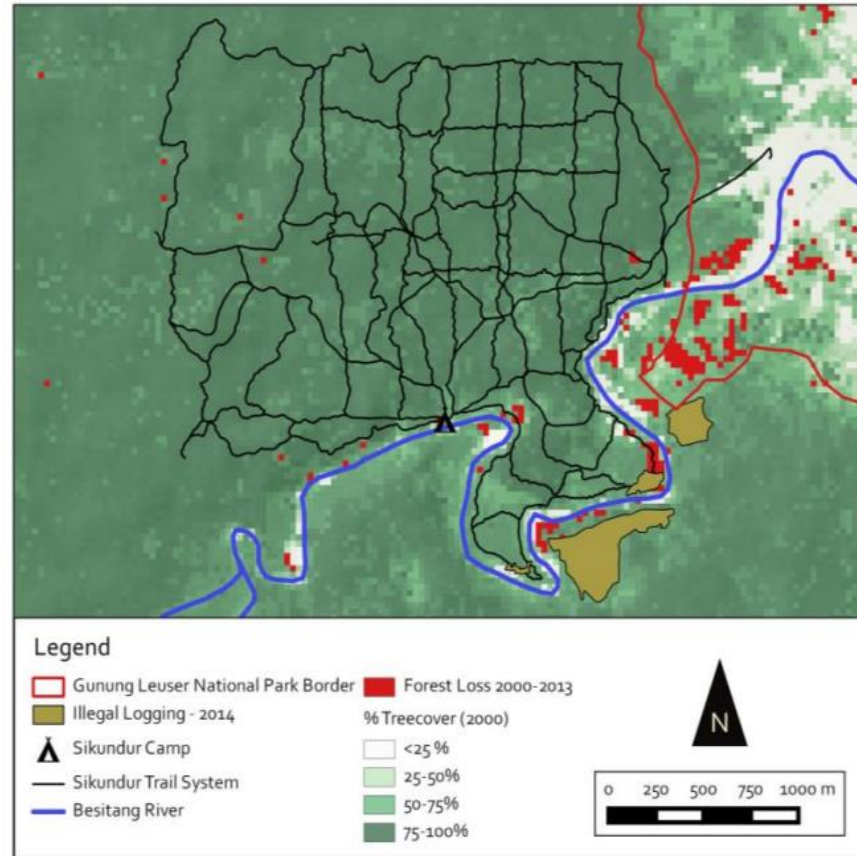 Legend
Gunung Leuser National Park Border
Illegal Logging - 2014
Sikundur Camp
Sikundur Trail System
Besitang River
Forest Loss 2000-2013
% Treecover (2000)
<25 %
25-50%
50-75%
75-100%
N
0 250 500 750 1000 m